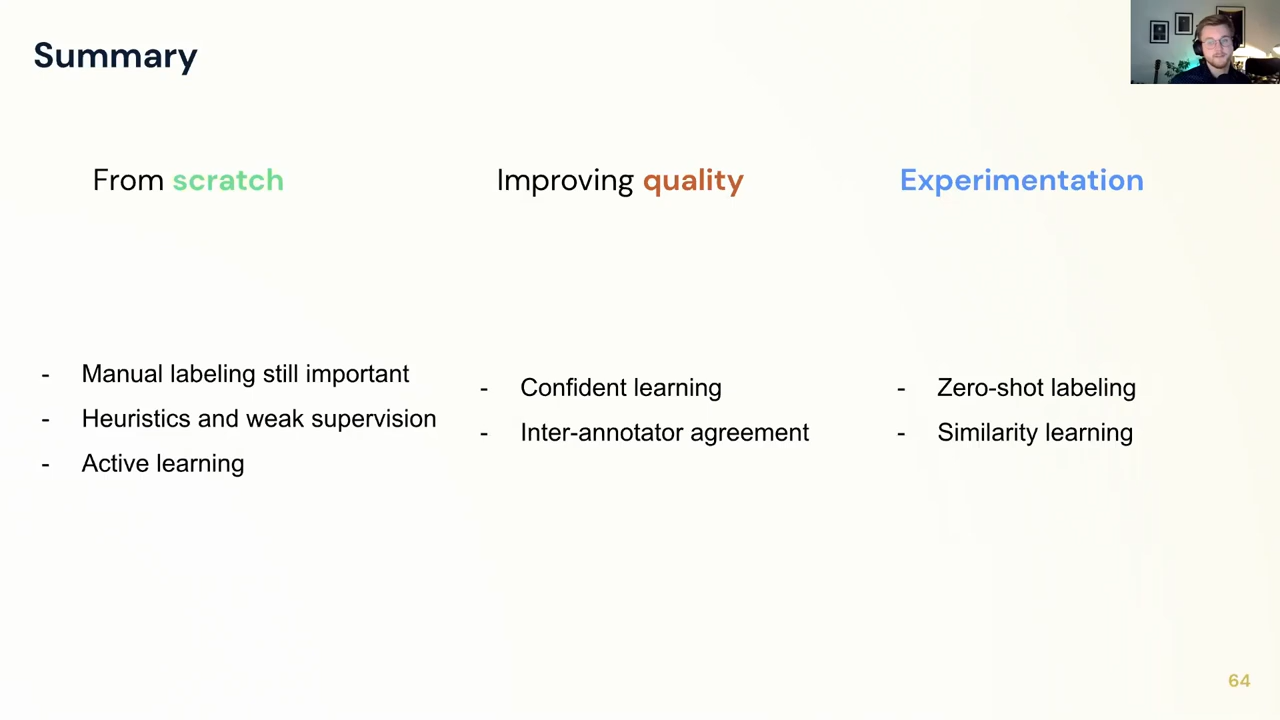 Summary
From scratch
- Manual labeling still important
- Heuristics and weak supervision
- Active learning
Improving quality
- Confident learning
- Inter-annotator agreement
Experimentation
- Zero-shot labeling
- Similarity learning
64